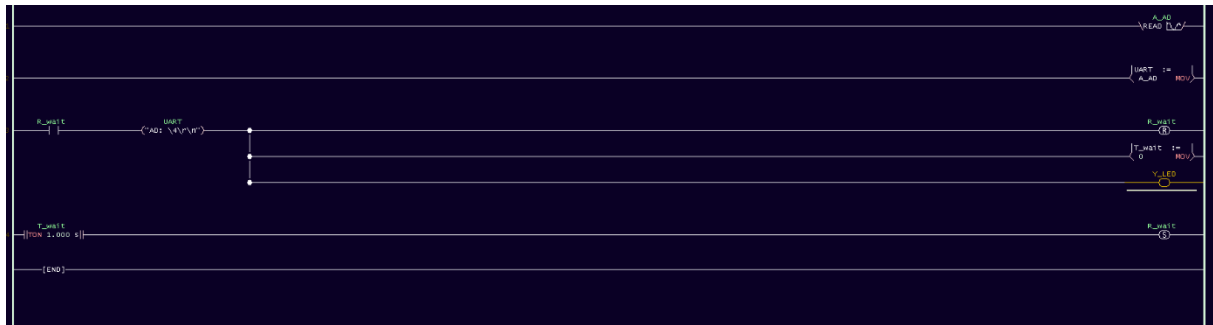 A_AD
READ
UART :=
A_AD MOV
R_wait UART R_wait
("AD: \4\r\n") (R)
T_wait :=
0 MOV
Y_LED
T_wait R_wait
TON 1.000 s (S)
[END]